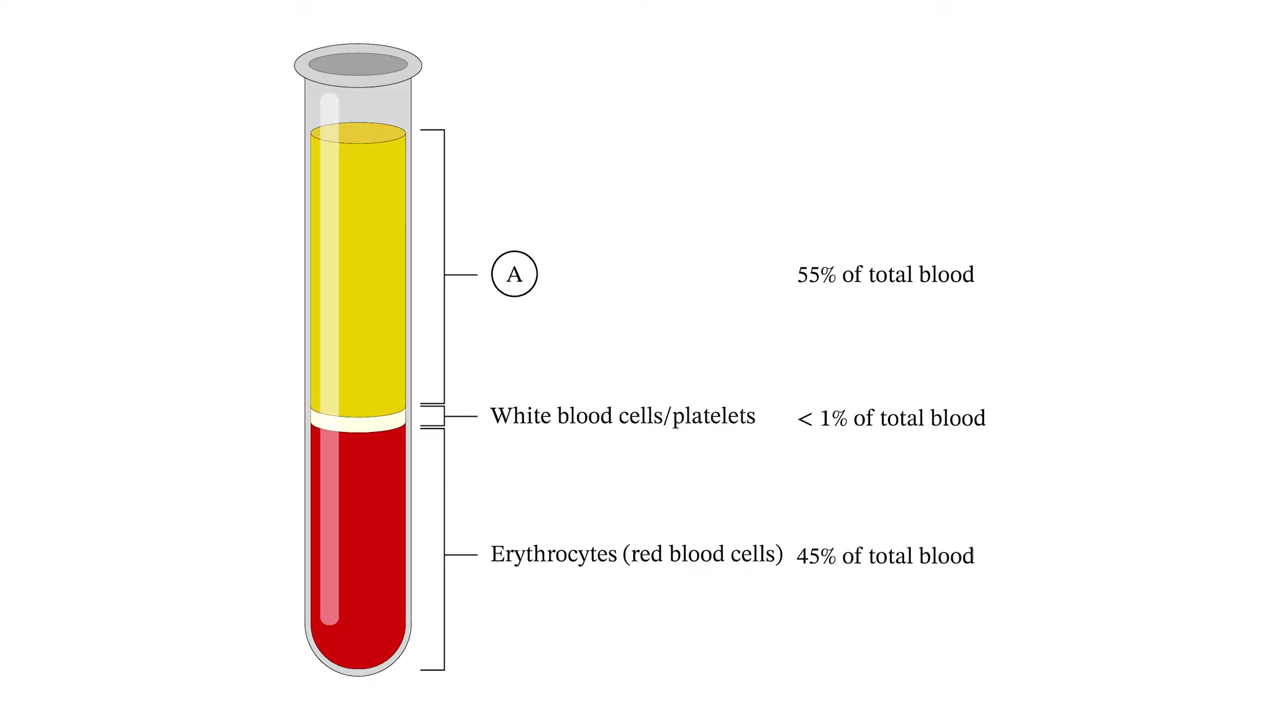 A
55% of total blood
White blood cells/platelets
< 1% of total blood
Erythrocytes (red blood cells)
45% of total blood